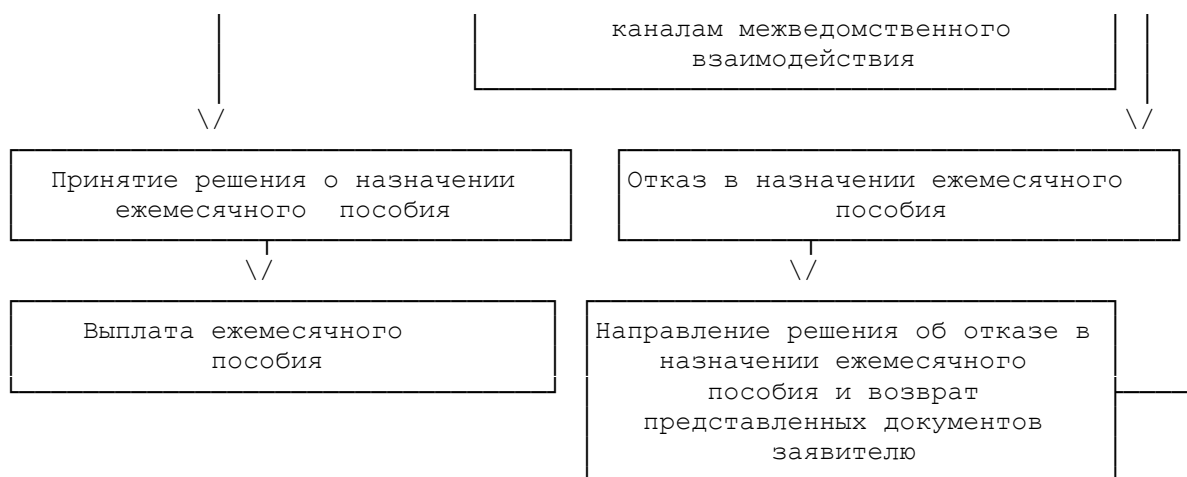 каналам межведомственного
взаимодействия
Принятие решения о назначении
ежемесячного пособия
Отказ в назначении ежемесячного
пособия
Выплата ежемесячного
пособия
Направление решения об отказе в
назначении ежемесячного
пособия и возврат
представленных документов
заявителю